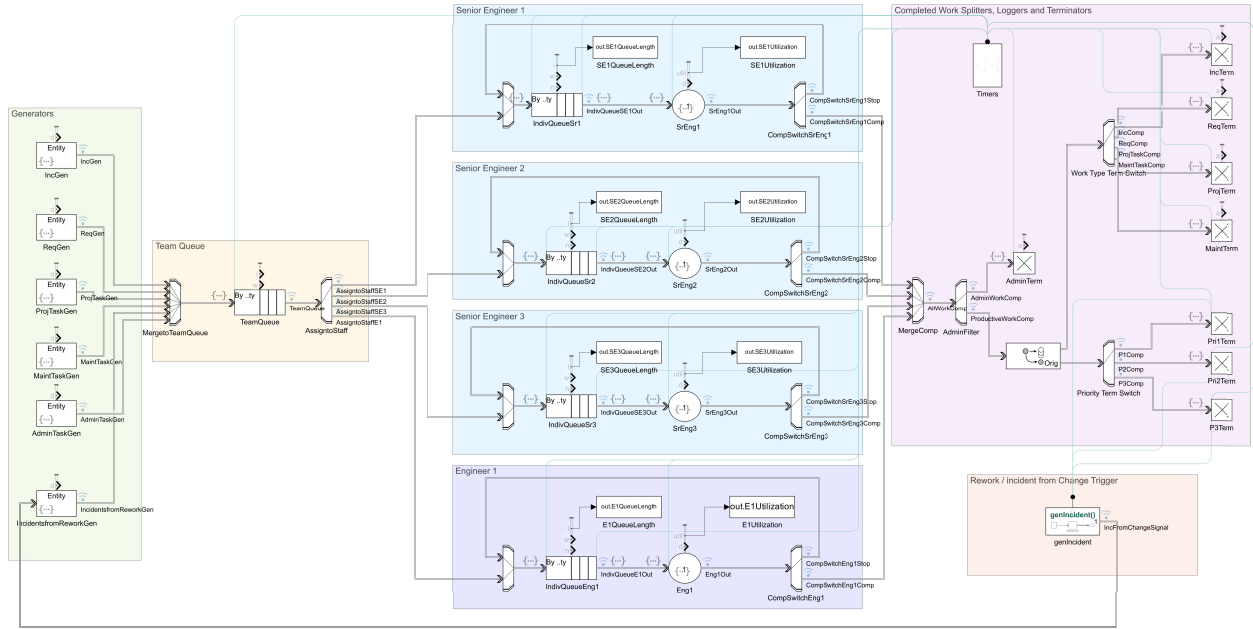 Generators
Entity
{…}
IncGen
IncGen
Entity
{…}
ReqGen
ReqGen
Entity
{…}
ProjTaskGen
ProjTaskGen
Entity
{…}
MaintTaskGen
MaintTaskGen
Entity
{…}
AdminTaskGen
AdminTaskGen
Entity
{…}
IncidentsfromReworkGen
IncidentsfromReworkGen
Team Queue
MergetoTeamQueue
{…}
By ..ty
TeamQueue
TeamQueue
AssigntoStaffSE1
AssigntoStaffSE2
AssigntoStaffSE3
AssigntoStaffE1
AssigntoStaff
Senior Engineer 1
out.SE1QueueLength
SE1QueueLength
out.SE1Utilization
SE1Utilization
{…}
By ..ty
IndivQueueSr1
IndivQueueSE1Out
SrEng1
SrEng1Out
CompSwitchSrEng1Stop
CompSwitchSrEng1Comp
CompSwitchSrEng1
Senior Engineer 2
out.SE2QueueLength
SE2QueueLength
out.SE2Utilization
SE2Utilization
{…}
By ..ty
IndivQueueSr2
IndivQueueSE2Out
SrEng2
SrEng2Out
CompSwitchSrEng2Stop
CompSwitchSrEng2Comp
CompSwitchSrEng2
Senior Engineer 3
out.SE3QueueLength
SE3QueueLength
out.SE3Utilization
SE3Utilization
{…}
By ..ty
IndivQueueSr3
IndivQueueSE3Out
SrEng3
SrEng3Out
CompSwitchSrEng3Stop
CompSwitchSrEng3Comp
CompSwitchSrEng3
Engineer 1
out.E1QueueLength
E1QueueLength
out.E1Utilization
E1Utilization
{…}
By ..ty
IndivQueueEng1
IndivQueueE1Out
Eng1
Eng1Out
CompSwitchEng1Stop
CompSwitchEng1Comp
CompSwitchEng1
Completed Work Splitters, Loggers and Terminators
Timers
IncTerm
ReqTerm
ProjTerm
MaintTerm
IncComp
ReqComp
ProjTaskComp
MaintTaskComp
Work Type Term Switch
AdminTerm
MergeComp
AllWorkComp
AdminWorkComp
ProductiveWorkComp
AdminFilter
Orig
P1Comp
P2Comp
P3Comp
Priority Term Switch
Pri1Term
Pri2Term
P3Term
Rework / incident from Change Trigger
genIncident()
genIncident
IncFromChangeSignal